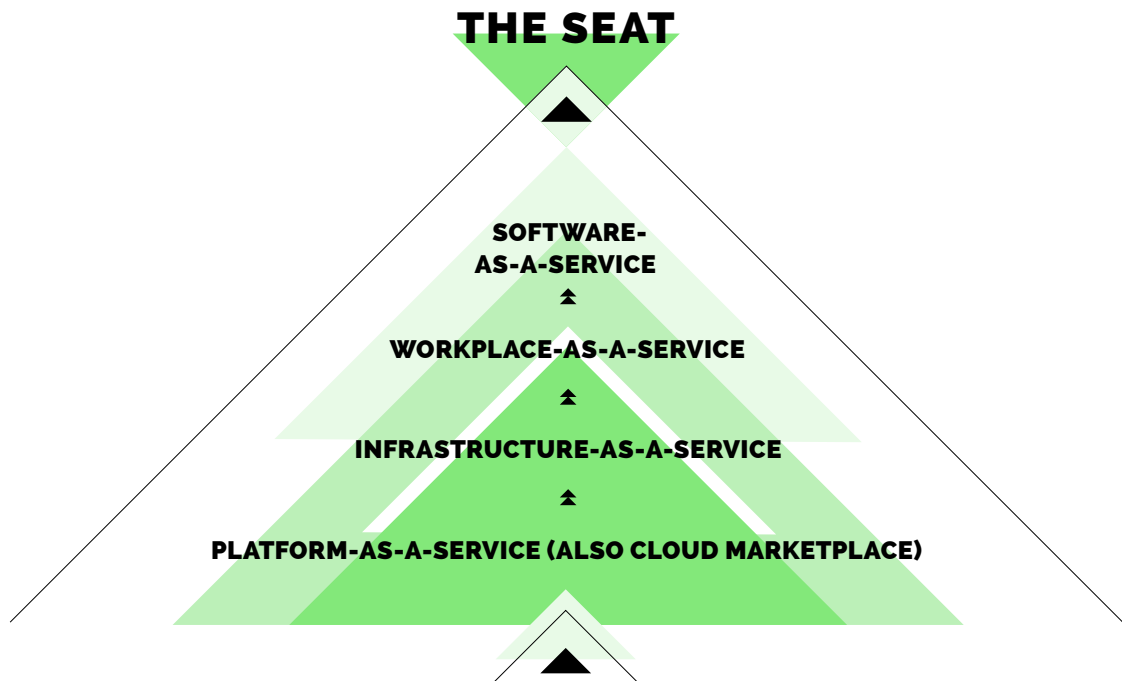 THE SEAT
SOFTWARE-
AS-A-SERVICE
WORKPLACE-AS-A-SERVICE
INFRASTRUCTURE-AS-A-SERVICE
PLATFORM-AS-A-SERVICE (ALSO CLOUD MARKETPLACE)